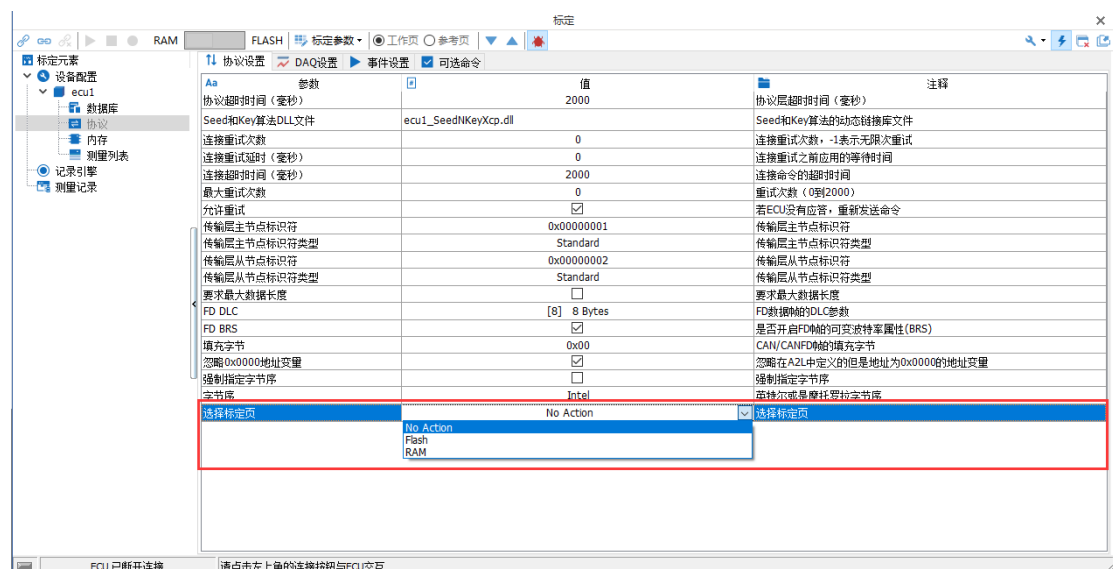 标定
RAM FLASH 标定参数 工作页 参考页
标定元素
设备配置
ecu1
数据库
协议
内存
测量列表
记录引擎
测量记录
协议设置 DAQ设置 事件设置 可选命令
Aa 参数 # 值 注释
协议超时时间（毫秒） 2000 协议层超时时间（毫秒）
Seed和Key算法DLL文件 ecu1_SeedNKeyXcp.dll Seed和Key算法的动态链接库文件
连接重试次数 0 连接重试次数，-1表示无限次重试
连接重试延时（毫秒） 0 连接重试之前应用的等待时间
连接超时时间（毫秒） 2000 连接命令的超时时间
最大重试次数 0 重试次数（0到2000）
允许重试 若ECU没有应答，重新发送命令
传输层主节点标识符 0x00000001 传输层主节点标识符
传输层主节点标识符类型 Standard 传输层主节点标识符类型
传输层从节点标识符 0x00000002 传输层从节点标识符
传输层从节点标识符类型 Standard 传输层从节点标识符类型
要求最大数据长度 要求最大数据长度
FD DLC [8] 8 Bytes FD数据帧的DLC参数
FD BRS 是否开启FD帧的可变波特率属性(BRS)
填充字节 0x00 CAN/CANFD帧的填充字节
忽略0x0000地址变量 忽略在A2L中定义的但是地址为0x0000的地址变量
强制指定字节序 强制指定字节序
字节序 Intel 英特尔或是摩托罗拉字节序
选择标定页 No Action 选择标定页
No Action
Flash
RAM
ECU 已断开连接 请点击左上角的连接按钮与ECU交互